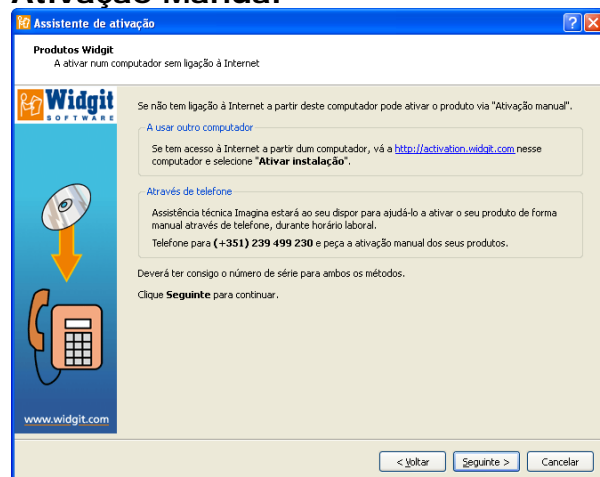 Ativação Manual
Assistente de ativação
Produtos Widgit
A ativar num computador sem ligação à Internet
Widgit
SOFTWARE
Se não tem ligação à Internet a partir deste computador pode ativar o produto via "Ativação manual".
A usar outro computador
Se tem acesso à Internet a partir dum computador, vá a http://activation.widgit.com nesse
computador e selecione "Ativar instalação".
Através de telefone
Assistência técnica Imagina estará ao seu dispor para ajudá-lo a ativar o seu produto de forma
manual através de telefone, durante horário laboral.
Telefone para (+351) 239 499 230 e peça a ativação manual dos seus produtos.
Deverá ter consigo o número de série para ambos os métodos.
Clique Seguinte para continuar.
www.widgit.com
< Voltar
Seguinte >
Cancelar